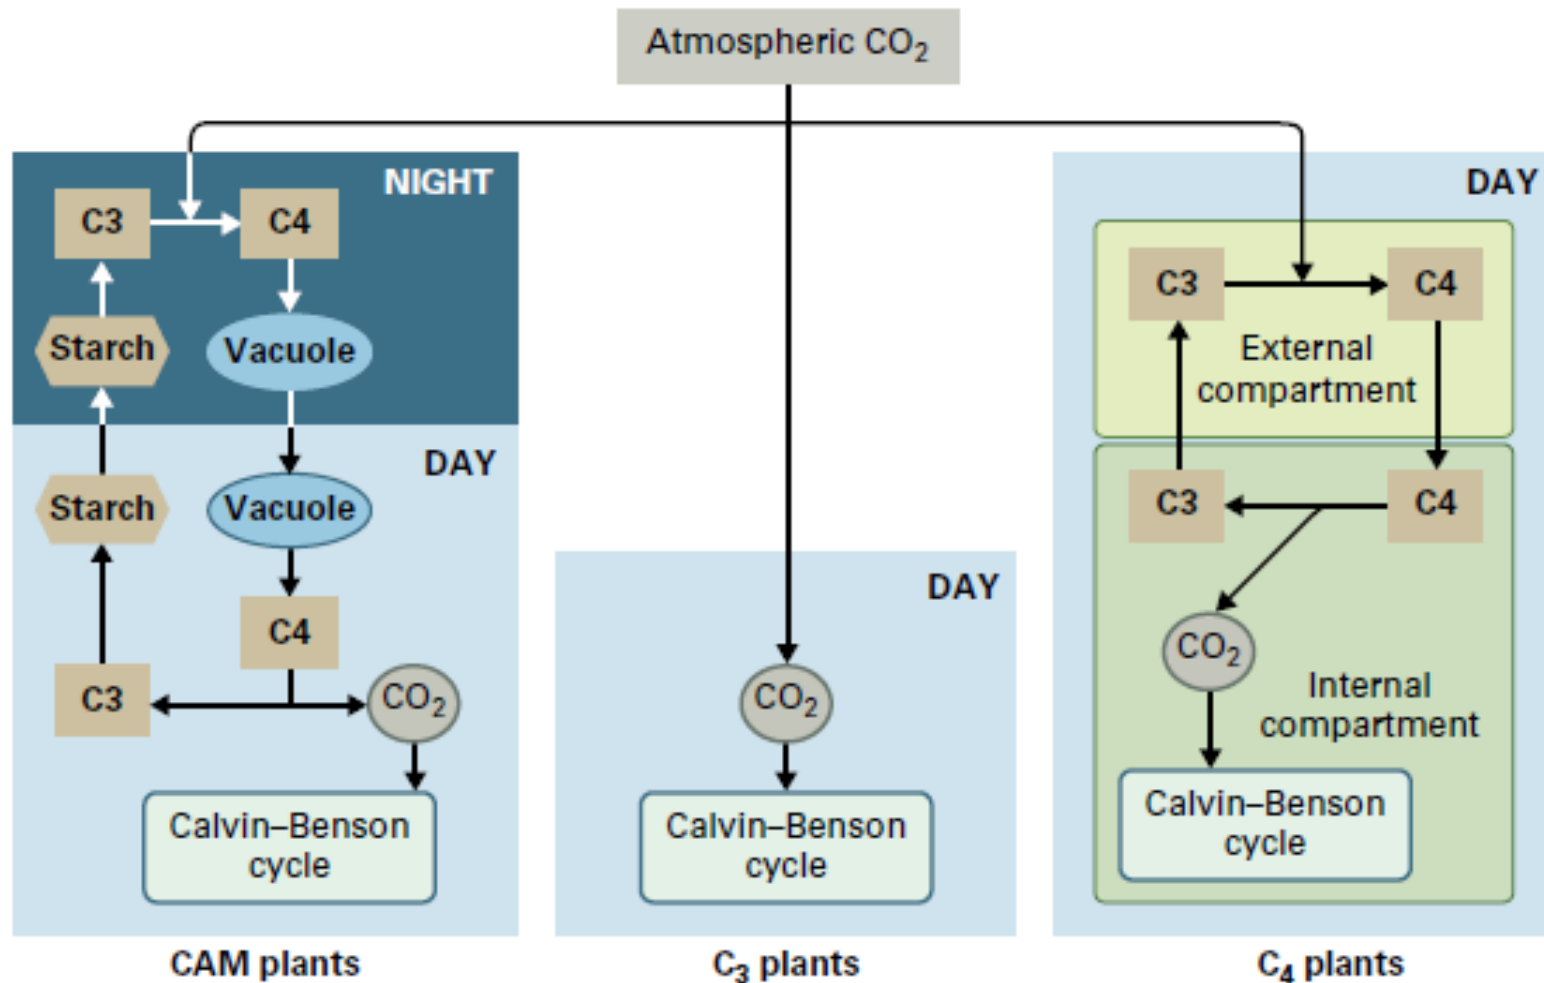 Atmospheric CO₂
NIGHT
C3
C4
Starch
Vacuole
DAY
Starch
Vacuole
C4
C3
CO₂
Calvin–Benson
cycle
CAM plants
DAY
CO₂
Calvin–Benson
cycle
C₃ plants
DAY
C3
C4
External
compartment
C3
C4
CO₂
Internal
compartment
Calvin–Benson
cycle
C₄ plants